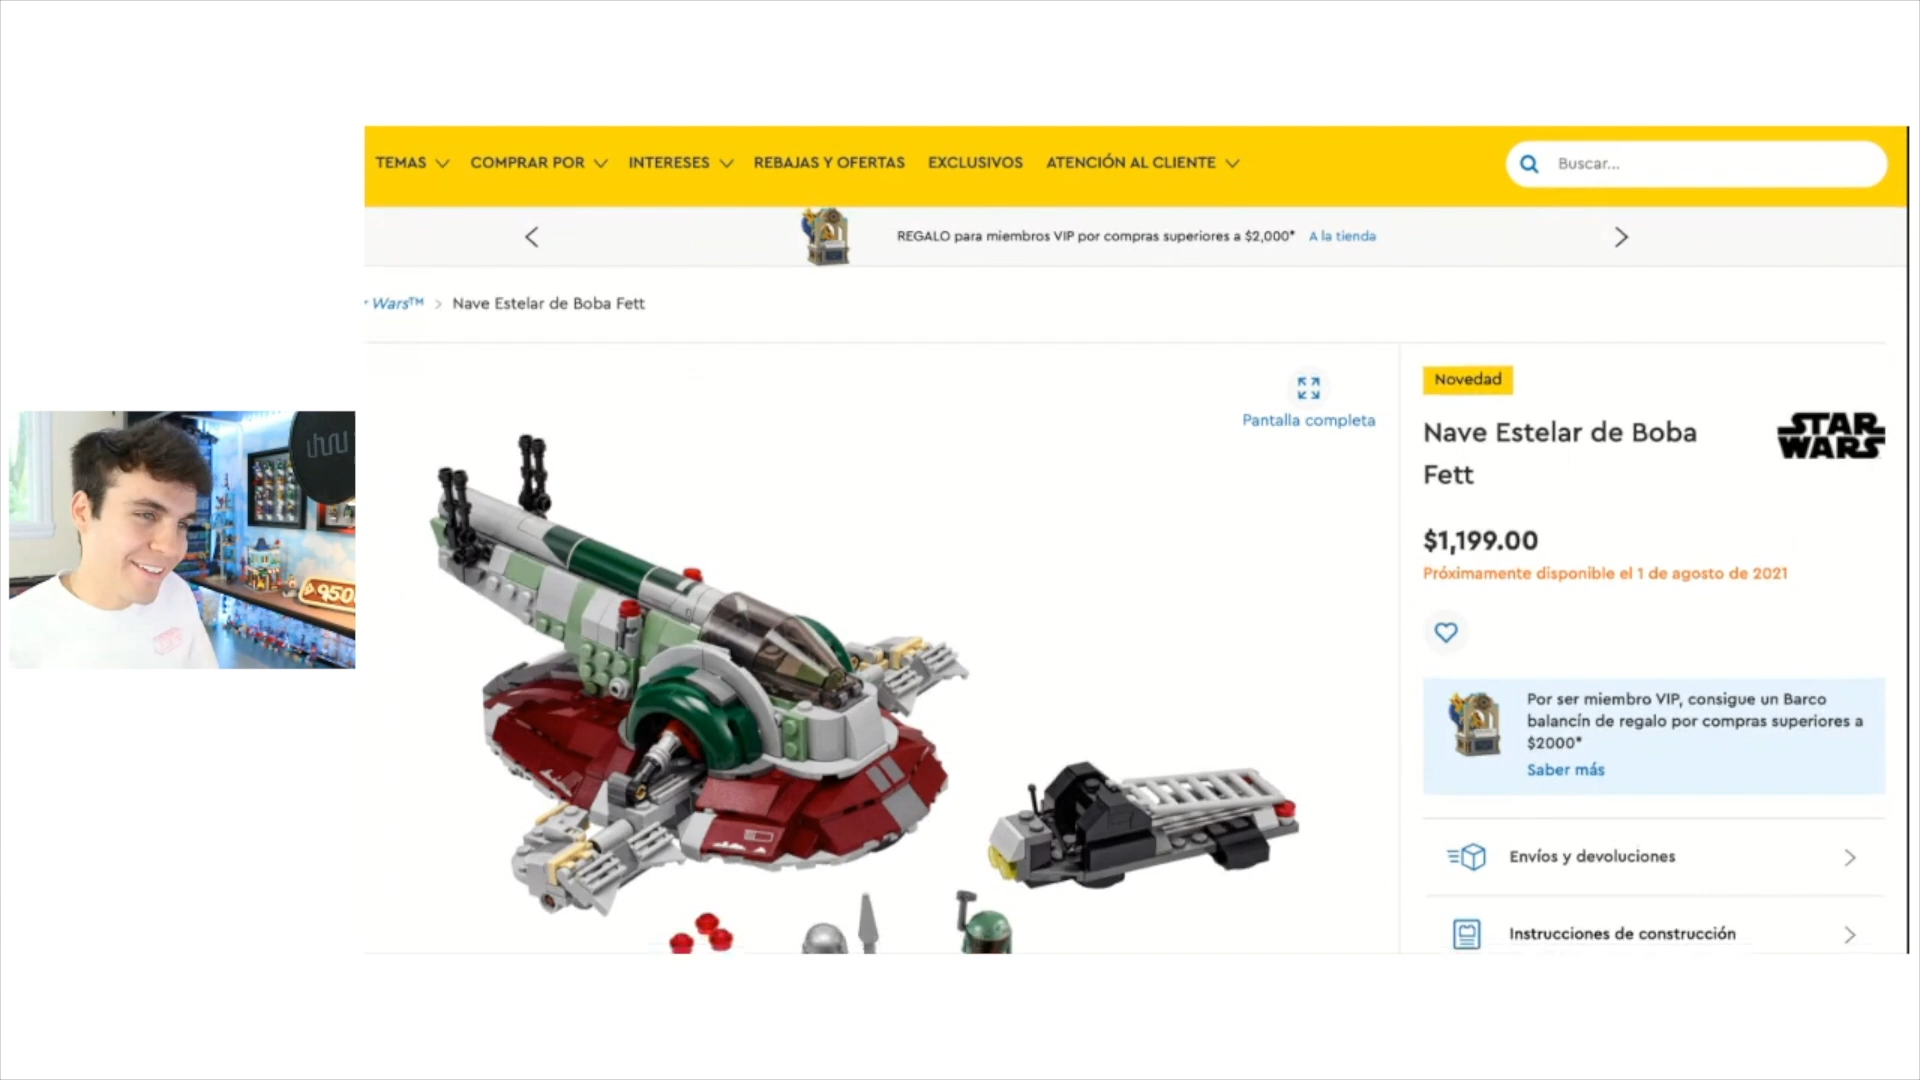 TEMAS COMPRAR POR INTERESES REBAJAS Y OFERTAS EXCLUSIVOS ATENCIÓN AL CLIENTE Buscar...
REGALO para miembros VIP por compras superiores a $2,000* A la tienda
r Wars™ > Nave Estelar de Boba Fett
Pantalla completa
Novedad
Nave Estelar de Boba
Fett
STAR
WARS
$1,199.00
Próximamente disponible el 1 de agosto de 2021
Por ser miembro VIP, consigue un Barco
balancín de regalo por compras superiores a
$2000*
Saber más
Envíos y devoluciones
Instrucciones de construcción
950